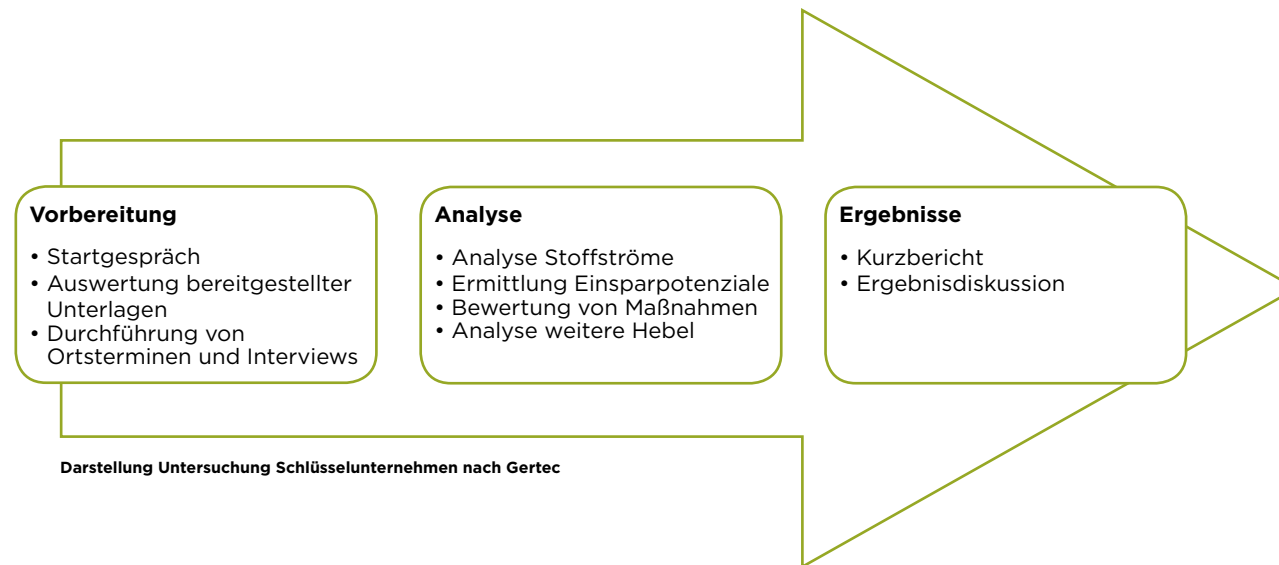 Vorbereitung
• Startgespräch
• Auswertung bereitgestellter
Unterlagen
• Durchführung von
Ortsterminen und Interviews
Analyse
• Analyse Stoffströme
• Ermittlung Einsparpotenziale
• Bewertung von Maßnahmen
• Analyse weitere Hebel
Ergebnisse
• Kurzbericht
• Ergebnisdiskussion
Darstellung Untersuchung Schlüsselunternehmen nach Gertec